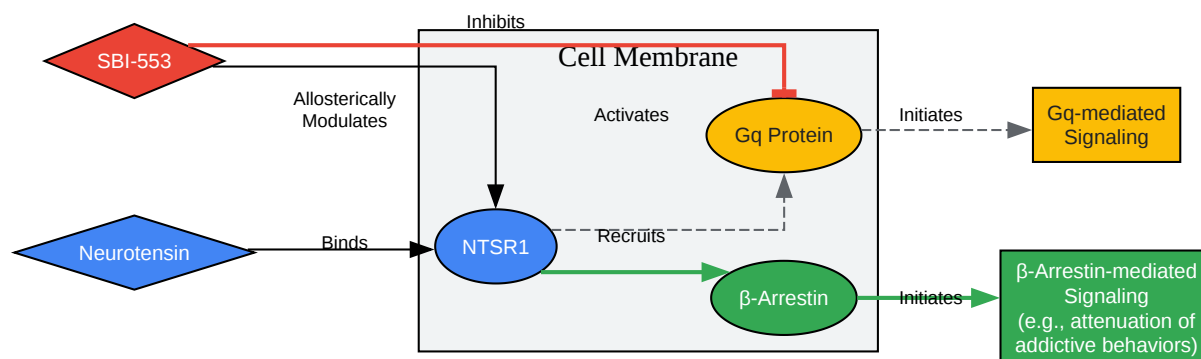 Inhibits
SBI-553
Cell Membrane
Allosterically
Modulates
Activates
Gq Protein
Initiates
Gq-mediated
Signaling
Neurotensin
Binds
NTSR1
Recruits
β-Arrestin
Initiates
β-Arrestin-mediated
Signaling
(e.g., attenuation of
addictive behaviors)